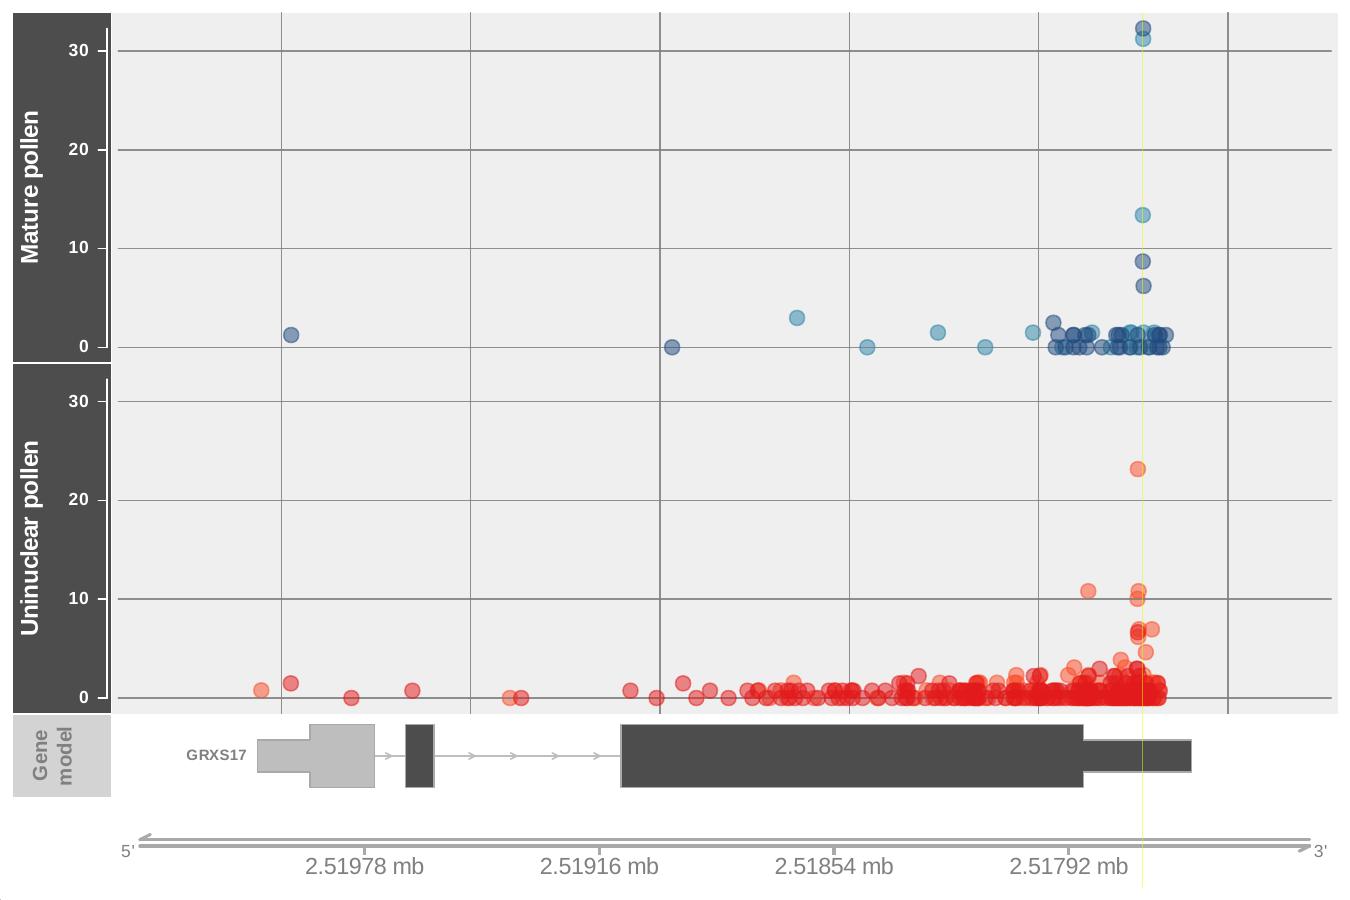 30
20
10
0
Mature pollen
30
20
10
0
Uninuclear pollen
Gene
model
GRXS17
5'
3'
2.51978 mb
2.51916 mb
2.51854 mb
2.51792 mb